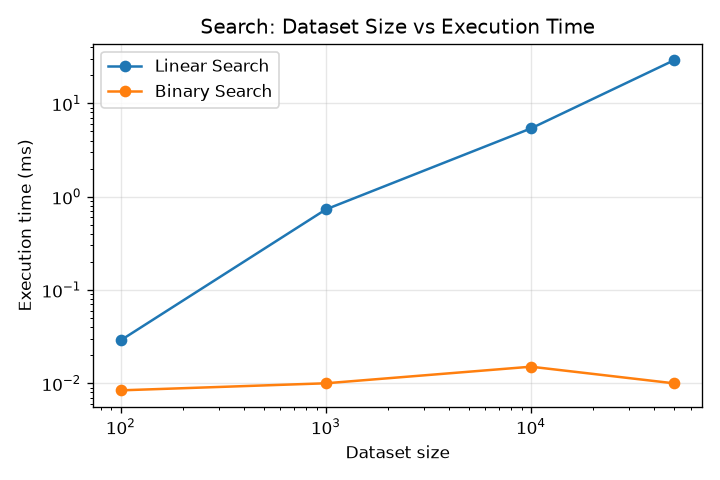 Search: Dataset Size vs Execution Time
Linear Search
Binary Search
Execution time (ms)
10¹
10⁰
10⁻¹
10⁻²
10²
10³
10⁴
Dataset size